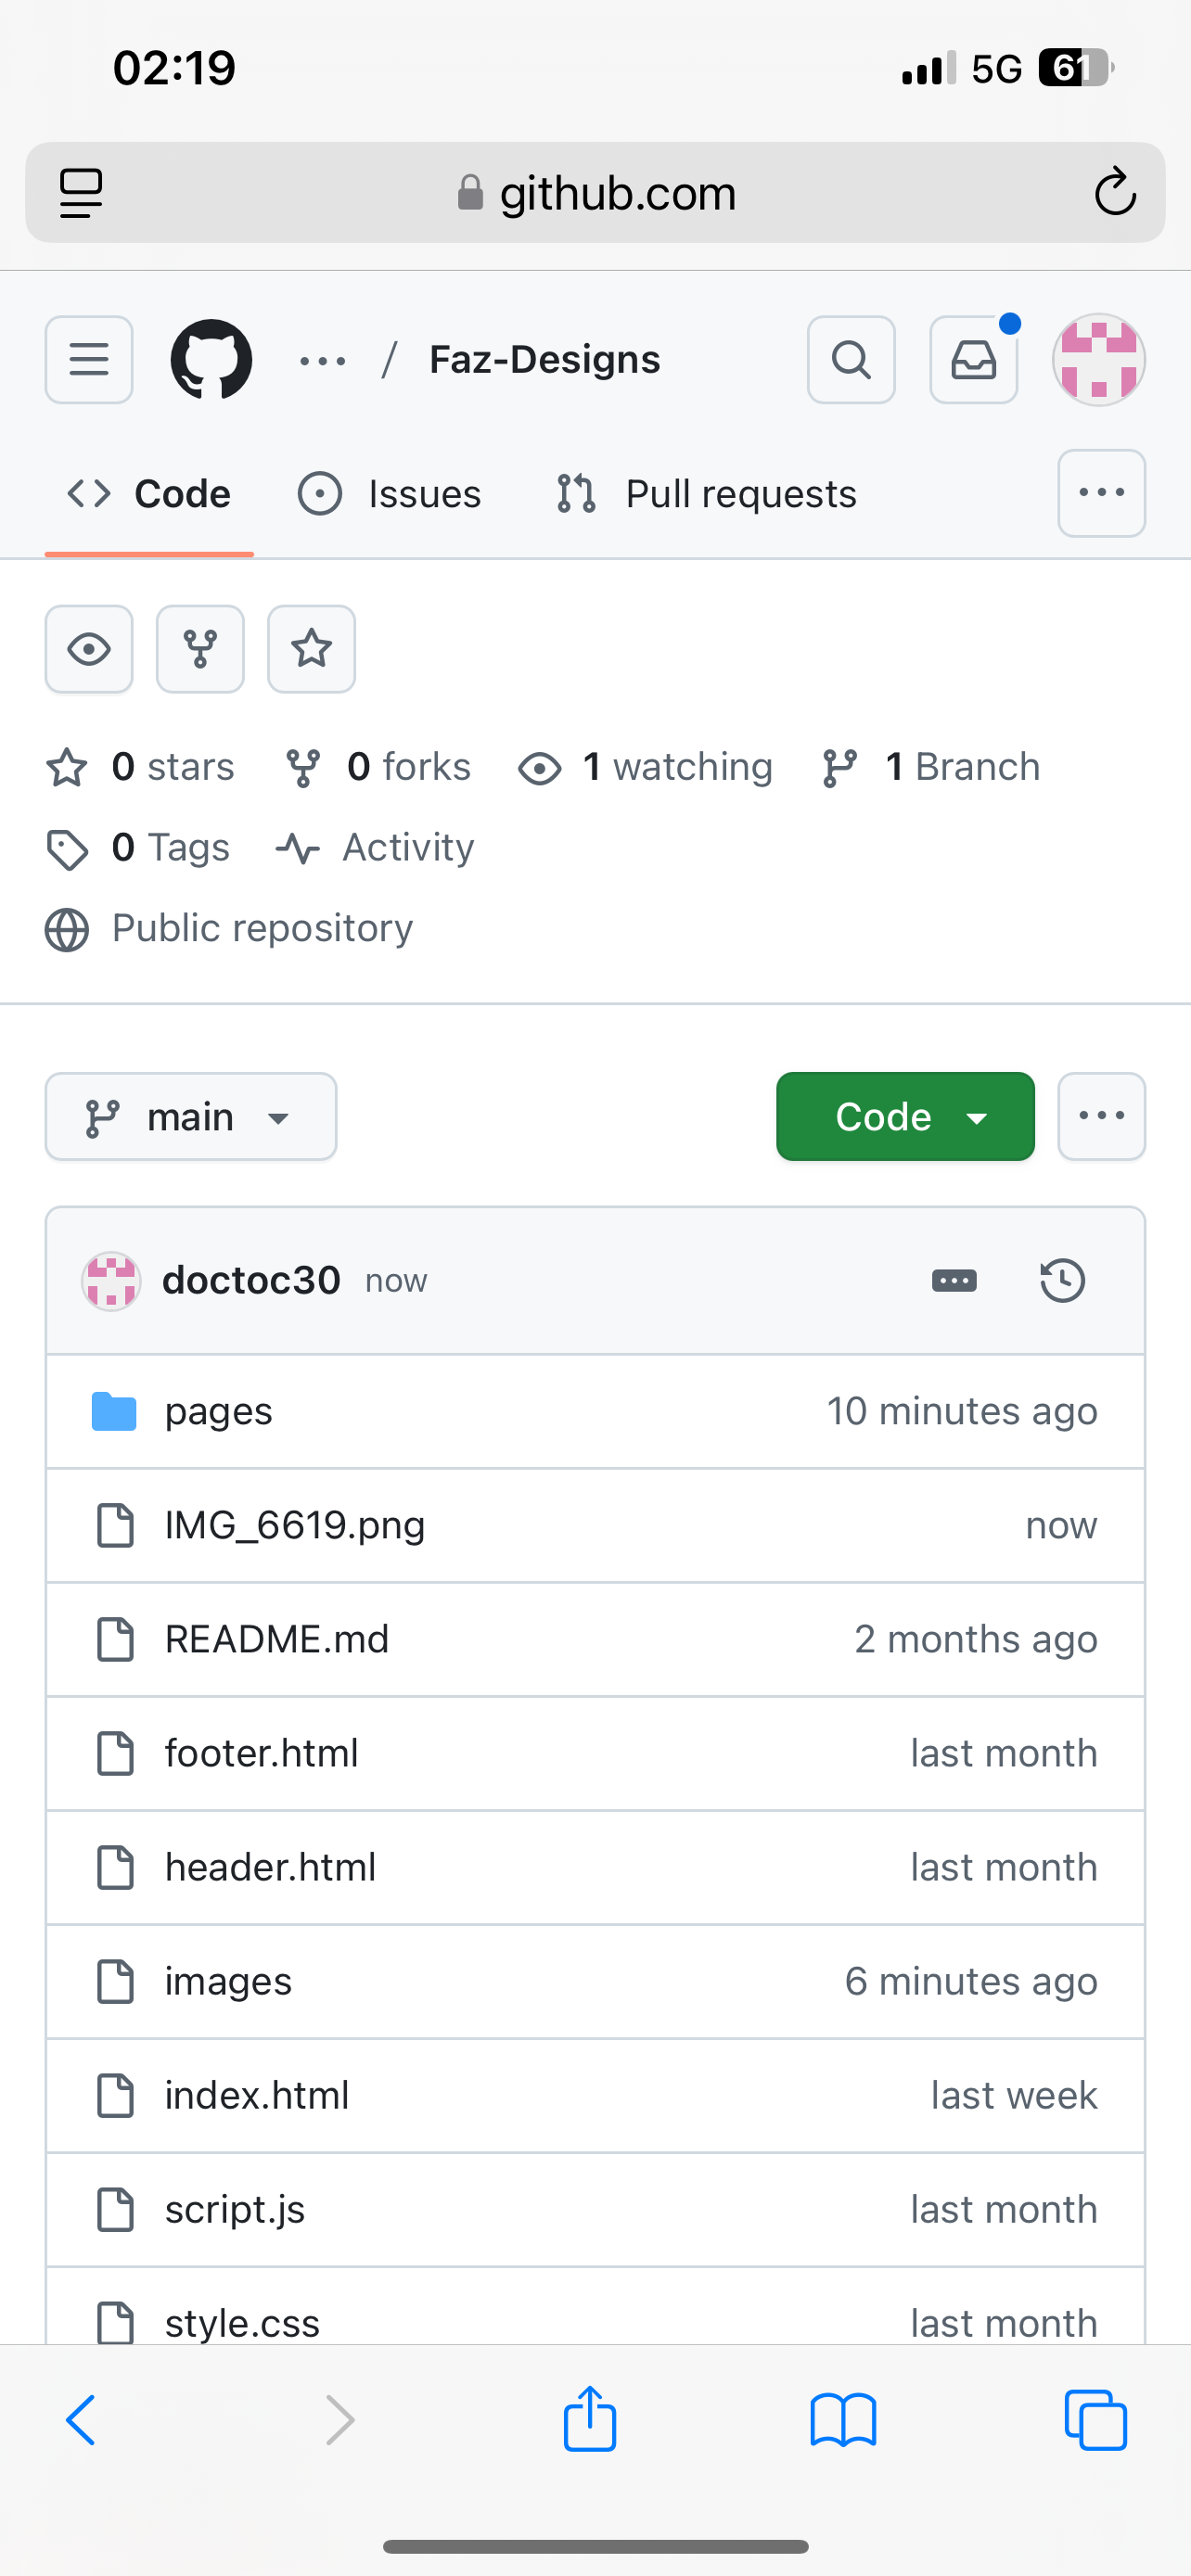 02:19 5G 61
github.com
... / Faz-Designs
Code Issues Pull requests ...
0 stars 0 forks 1 watching 1 Branch
0 Tags Activity
Public repository
main Code ...
doctoc30 now ...
pages 10 minutes ago
IMG_6619.png now
README.md 2 months ago
footer.html last month
header.html last month
images 6 minutes ago
index.html last week
script.js last month
style.css last month